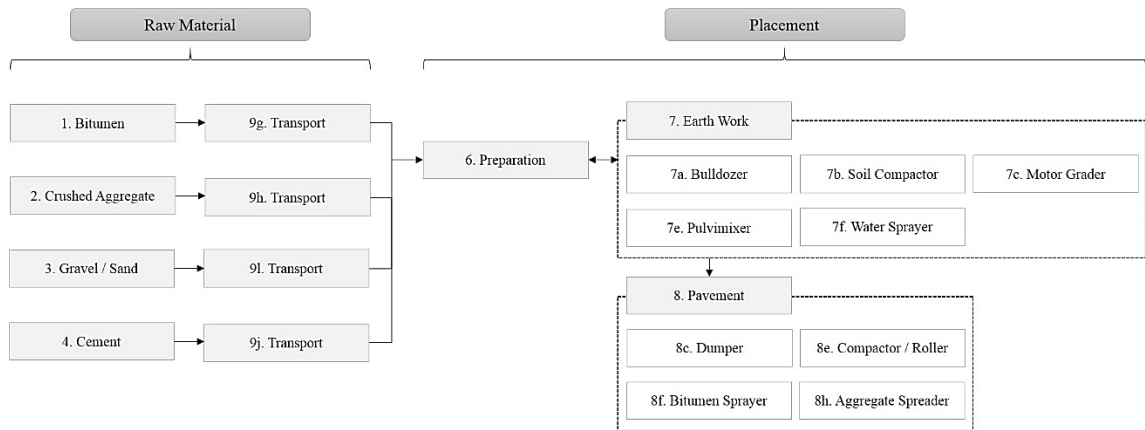 Raw Material
Placement
1. Bitumen
9g. Transport
2. Crushed Aggregate
9h. Transport
3. Gravel / Sand
9l. Transport
4. Cement
9j. Transport
6. Preparation
7. Earth Work
7a. Bulldozer
7b. Soil Compactor
7c. Motor Grader
7e. Pulvimixer
7f. Water Sprayer
8. Pavement
8c. Dumper
8e. Compactor / Roller
8f. Bitumen Sprayer
8h. Aggregate Spreader